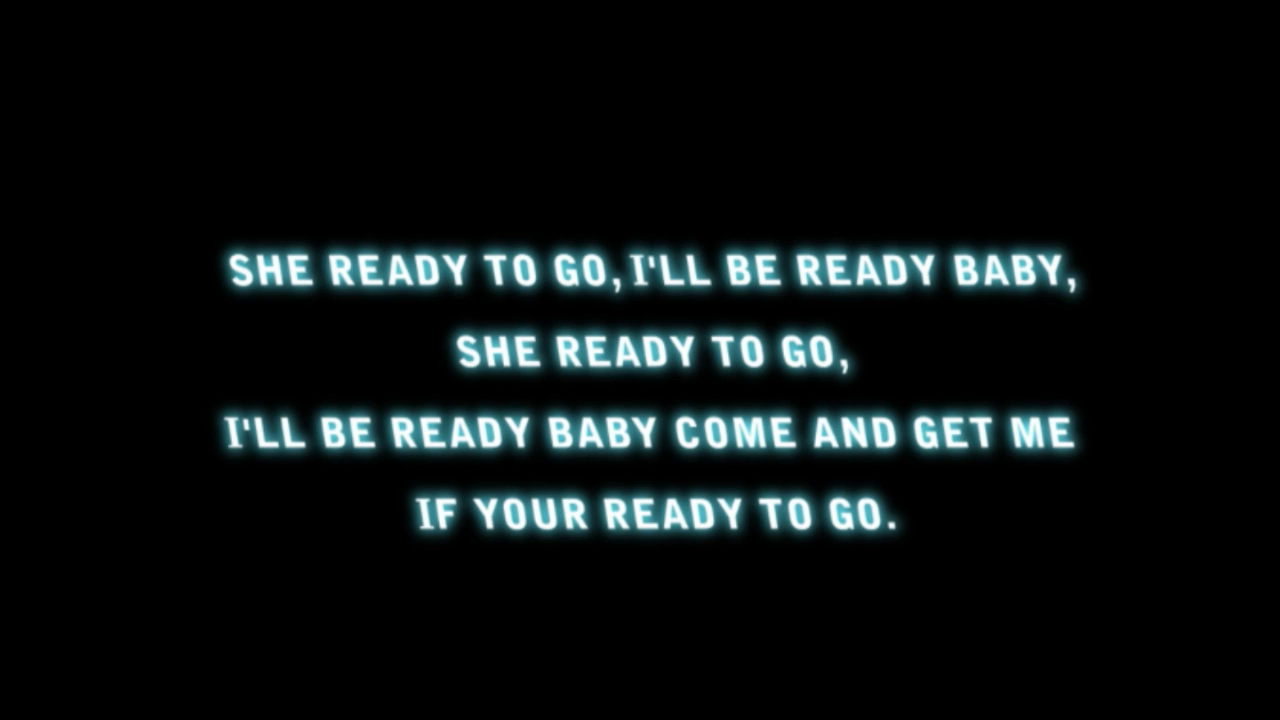 SHE READY TO GO, I'LL BE READY BABY,
SHE READY TO GO,
I'LL BE READY BABY COME AND GET ME
IF YOUR READY TO GO.